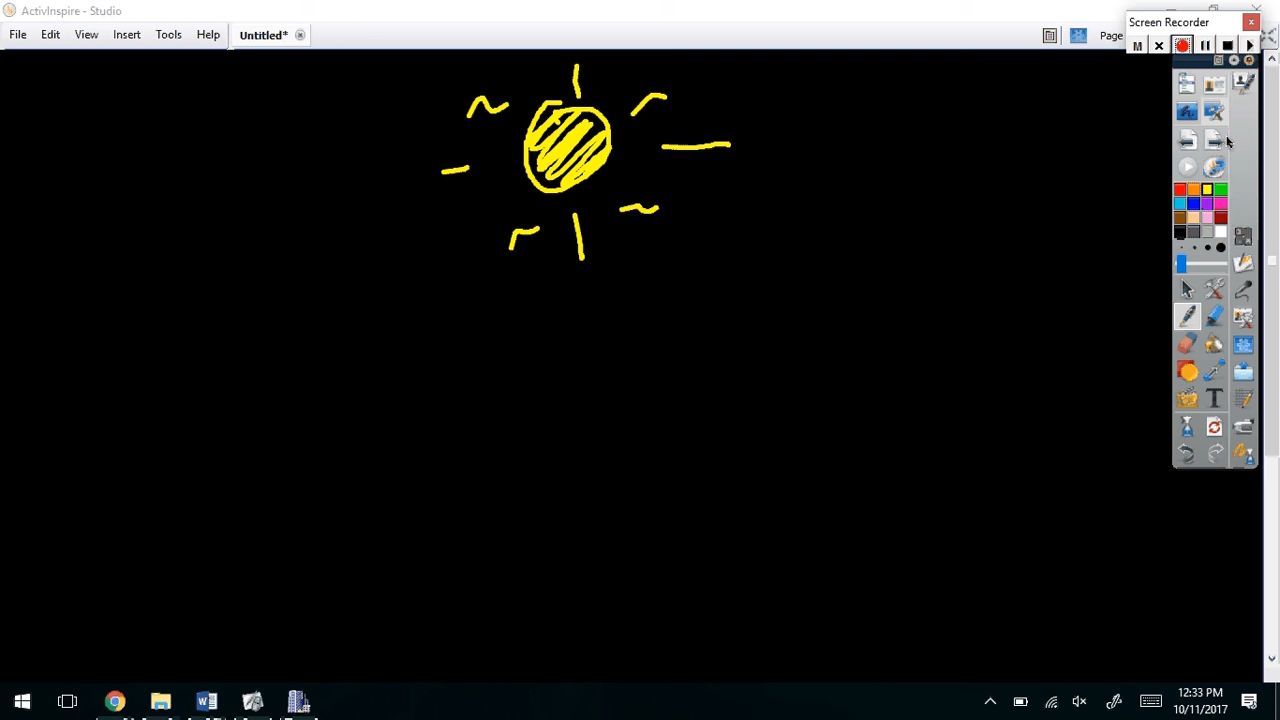 ActivInspire - Studio
Screen Recorder
File Edit View Insert Tools Help Untitled* Page
M
T
12:33 PM
10/11/2017